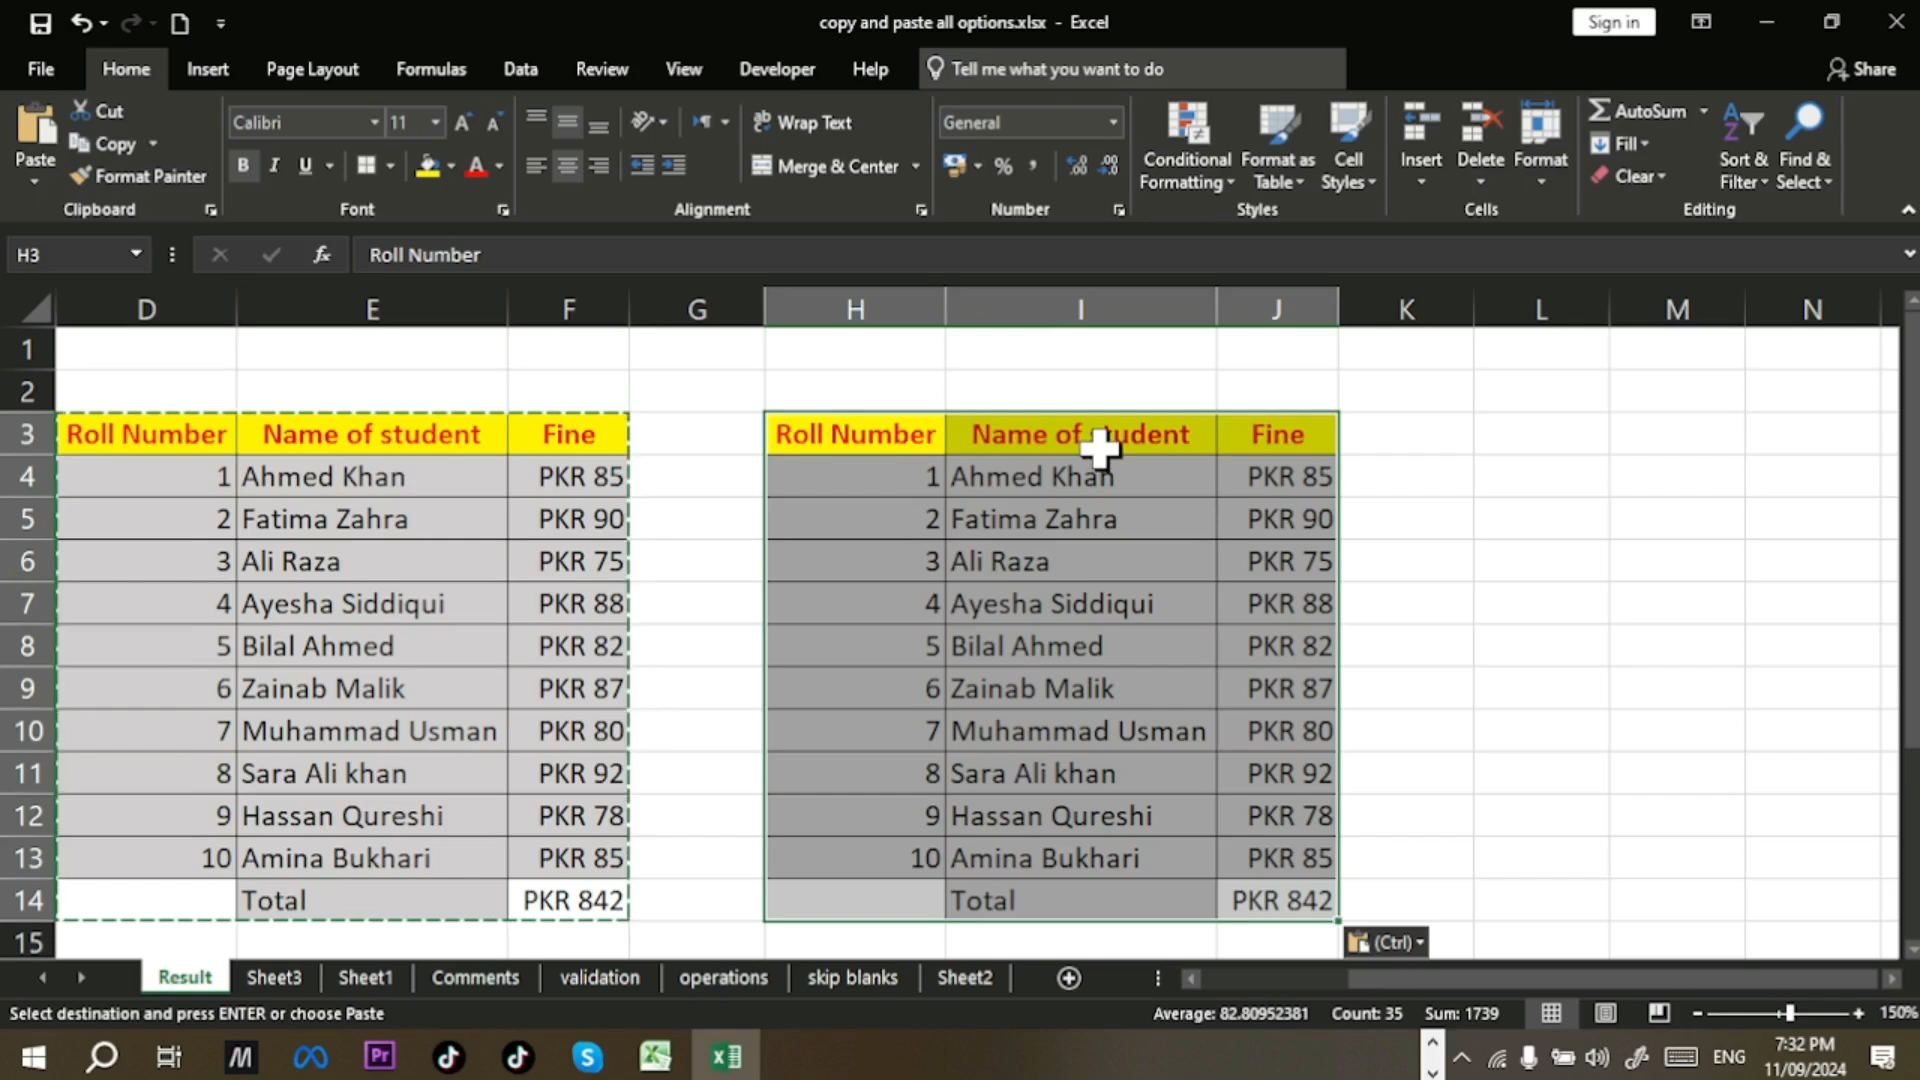 copy and paste all options.xlsx - Excel
Sign in
File Home Insert Page Layout Formulas Data Review View Developer Help Tell me what you want to do Share
Paste
Cut
Copy
Format Painter
Clipboard
Calibri 11
B I U
Font
Wrap Text
Merge & Center
Alignment
General
%
Number
Conditional Formatting
Format as Table
Cell Styles
Styles
Insert Delete Format
Cells
AutoSum
Fill
Clear
Sort & Filter
Find & Select
Editing
H3 fx Roll Number
D E F G H I J K L M N
1
2
3 Roll Number Name of student Fine Roll Number Name of student Fine
4 1 Ahmed Khan PKR 85 1 Ahmed Khan PKR 85
5 2 Fatima Zahra PKR 90 2 Fatima Zahra PKR 90
6 3 Ali Raza PKR 75 3 Ali Raza PKR 75
7 4 Ayesha Siddiqui PKR 88 4 Ayesha Siddiqui PKR 88
8 5 Bilal Ahmed PKR 82 5 Bilal Ahmed PKR 82
9 6 Zainab Malik PKR 87 6 Zainab Malik PKR 87
10 7 Muhammad Usman PKR 80 7 Muhammad Usman PKR 80
11 8 Sara Ali khan PKR 92 8 Sara Ali khan PKR 92
12 9 Hassan Qureshi PKR 78 9 Hassan Qureshi PKR 78
13 10 Amina Bukhari PKR 85 10 Amina Bukhari PKR 85
14 Total PKR 842 Total PKR 842
15 (Ctrl)
Result Sheet3 Sheet1 Comments validation operations skip blanks Sheet2
Select destination and press ENTER or choose Paste Average: 82.80952381 Count: 35 Sum: 1739 150%
ENG 7:32 PM
11/09/2024